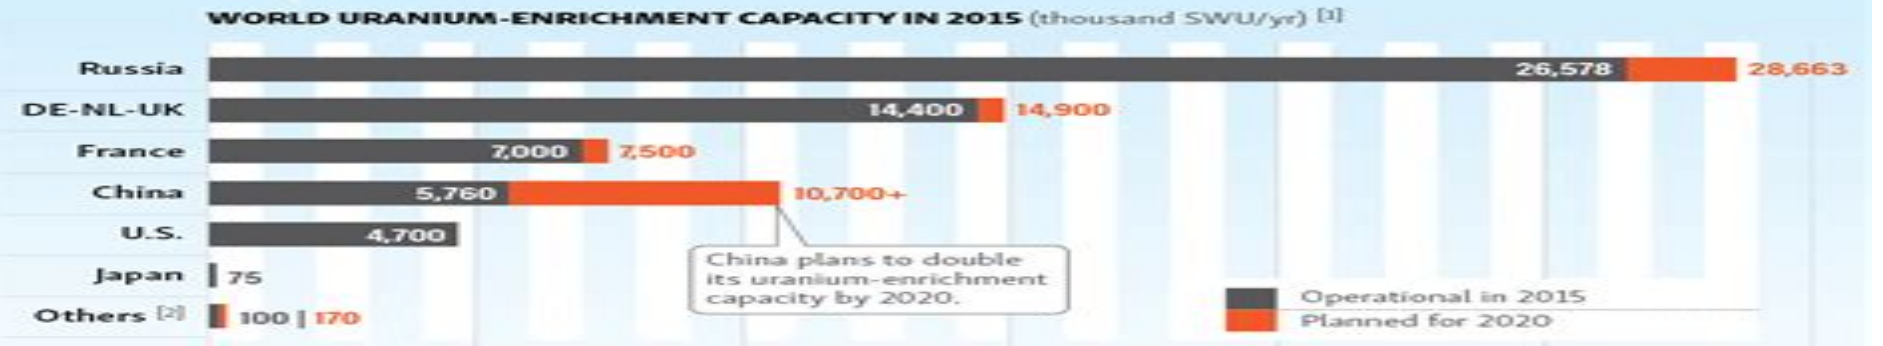 WORLD URANIUM-ENRICHMENT CAPACITY IN 2015 (thousand SWU/yr) [1]
Russia 26,578 28,663
DE-NL-UK 14,400 14,900
France 7,000 7,500
China 5,760 10,700+
U.S. 4,700
China plans to double
its uranium-enrichment
capacity by 2020.
Japan 75
Others [2] 100 | 170
Operational in 2015
Planned for 2020